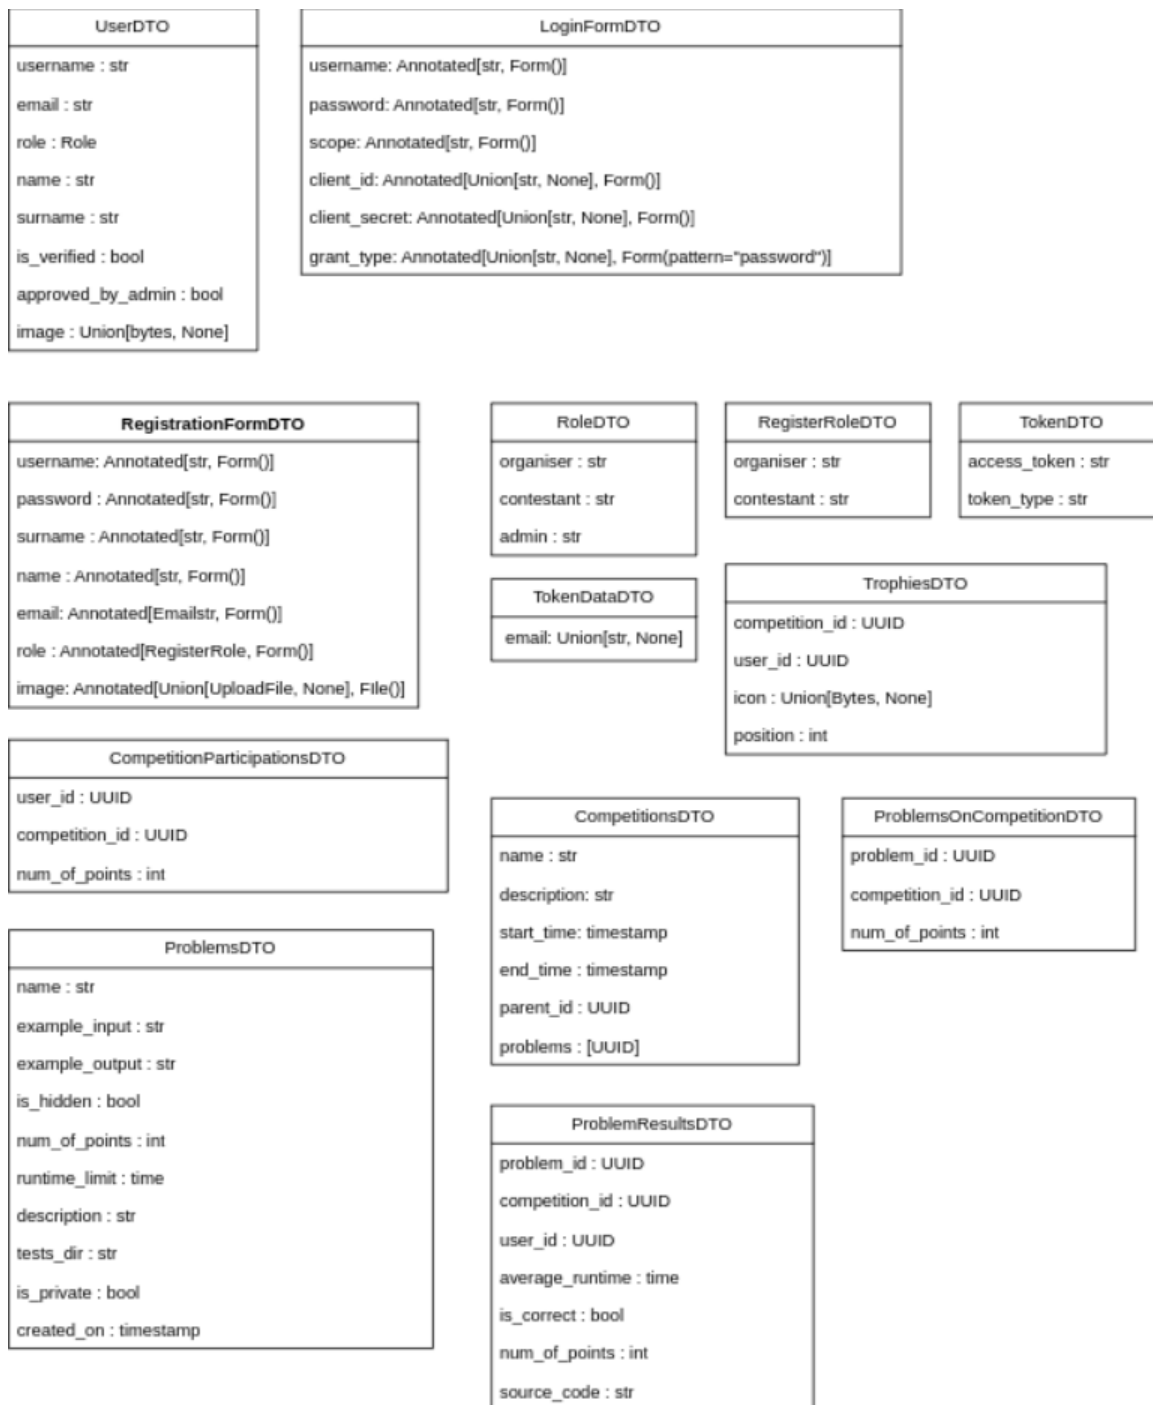 UserDTO
username : str
email : str
role : Role
name : str
surname : str
is_verified : bool
approved_by_admin : bool
image : Union[bytes, None]
LoginFormDTO
username: Annotated[str, Form()]
password: Annotated[str, Form()]
scope: Annotated[str, Form()]
client_id: Annotated[Union[str, None], Form()]
client_secret: Annotated[Union[str, None], Form()]
grant_type: Annotated[Union[str, None], Form(pattern="password")]
RegistrationFormDTO
username: Annotated[str, Form()]
password : Annotated[str, Form()]
surname : Annotated[str, Form()]
name : Annotated[str, Form()]
email: Annotated[Emailstr, Form()]
role : Annotated[RegisterRole, Form()]
image: Annotated[Union[UploadFile, None], FIle()]
RoleDTO
organiser : str
contestant : str
admin : str
RegisterRoleDTO
organiser : str
contestant : str
TokenDTO
access_token : str
token_type : str
TokenDataDTO
email: Union[str, None]
TrophiesDTO
competition_id : UUID
user_id : UUID
icon : Union[Bytes, None]
position : int
CompetitionParticipationsDTO
user_id : UUID
competition_id : UUID
num_of_points : int
CompetitionsDTO
name : str
description: str
start_time: timestamp
end_time : timestamp
parent_id : UUID
problems : [UUID]
ProblemsOnCompetitionDTO
problem_id : UUID
competition_id : UUID
num_of_points : int
ProblemsDTO
name : str
example_input : str
example_output : str
is_hidden : bool
num_of_points : int
runtime_limit : time
description : str
tests_dir : str
is_private : bool
created_on : timestamp
ProblemResultsDTO
problem_id : UUID
competition_id : UUID
user_id : UUID
average_runtime : time
is_correct : bool
num_of_points : int
source_code : str